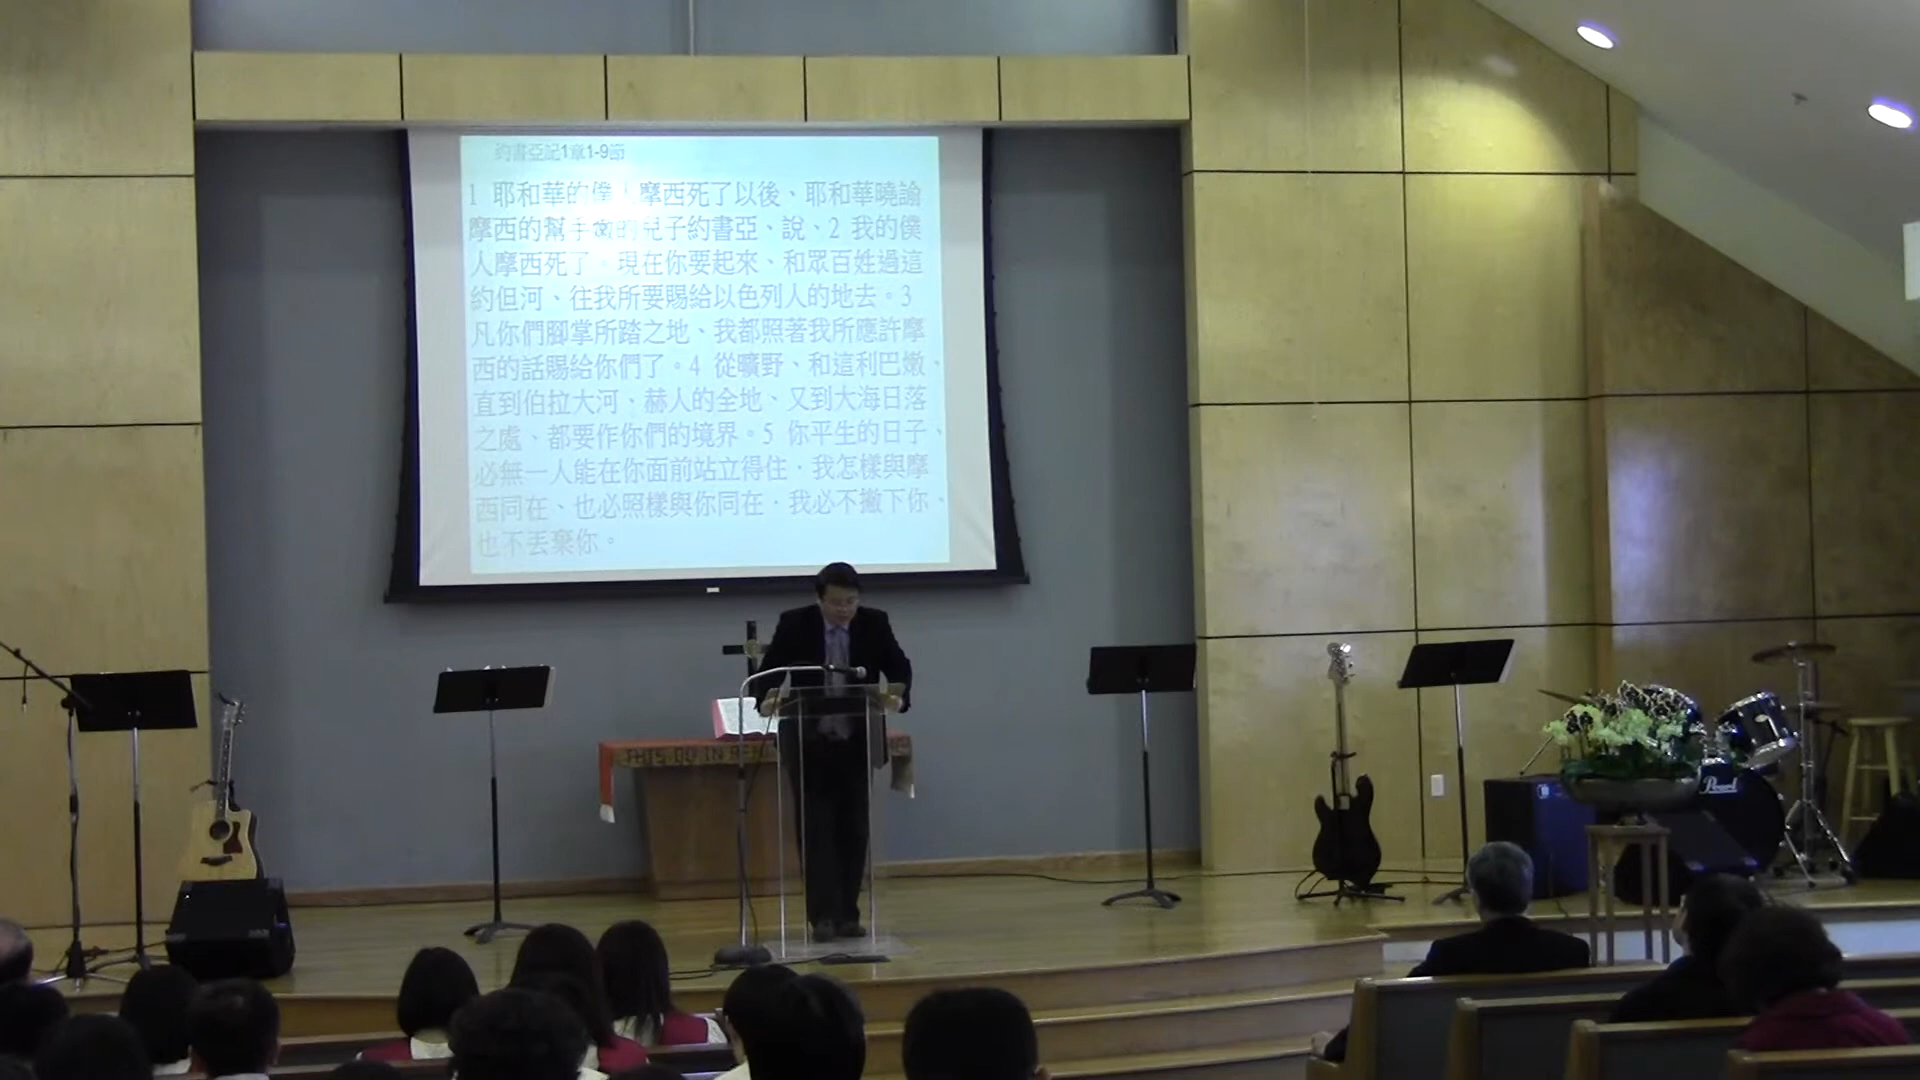 約書亞記1章1-9節
1 耶和華的僕人摩西死了以後、耶和華曉諭
摩西的幫手嫩的兒子約書亞、說、2 我的僕
人摩西死了．現在你要起來、和眾百姓過這
約但河、往我所要賜給以色列人的地去。3
凡你們腳掌所踏之地、我都照著我所應許摩
西的話賜給你們了。4 從曠野、和這利巴嫩、
直到伯拉大河、赫人的全地、又到大海日落
之處、都要作你們的境界。5 你平生的日子、
必無一人能在你面前站立得住．我怎樣與摩
西同在、也必照樣與你同在．我必不撇下你、
也不丟棄你。
THIS DO IN
Pearl